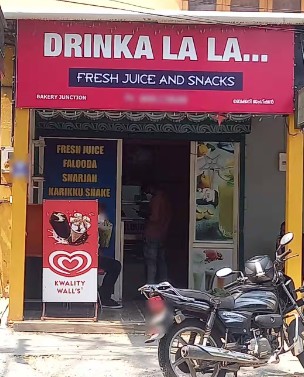 DRINKA LA LA...
FRESH JUICE AND SNACKS
BAKERY JUNCTION
FRESH JUICE
FALOODA
SHARJAH
KARIKKU SHAKE
KWALITY
WALL'S